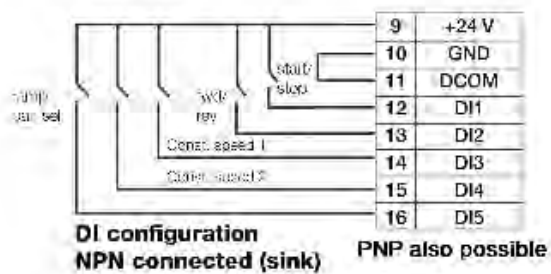 9 +24 V
10 GND
11 DCOM
12 DI1
13 DI2
14 DI3
15 DI4
16 DI5
start/
stop
fwd/
rev
ramp
pair sel
Const. speed 1
Const. speed 2
DI configuration
NPN connected (sink)
PNP also possible